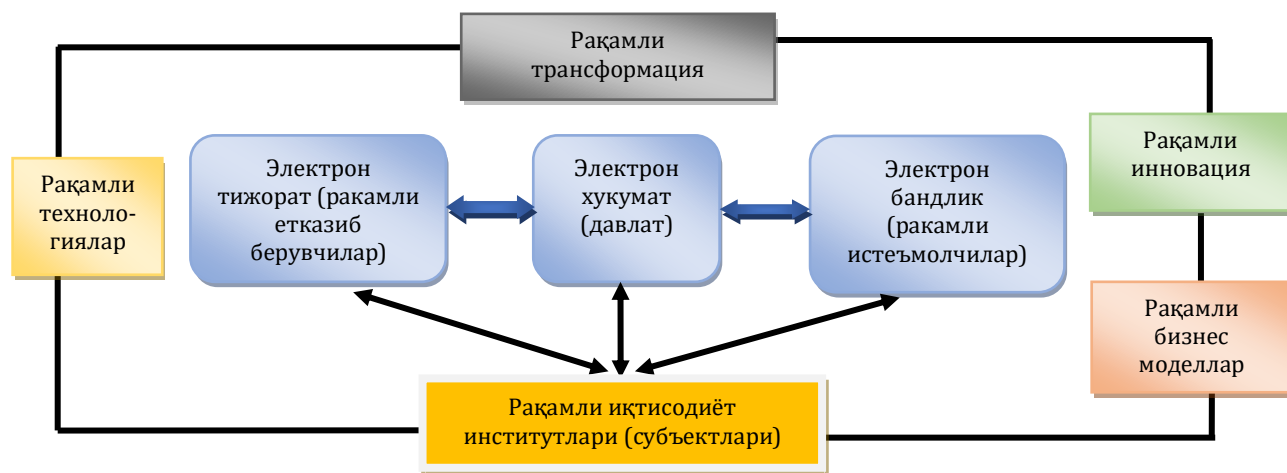 Рақамли
трансформация
Рақамли
техноло-
гиялар
Электрон
тижорат (ракамли
етказиб
берувчилар)
Электрон
хукумат
(давлат)
Электрон
бандлик
(ракамли
истеъмолчилар)
Рақамли
инновация
Рақамли
бизнес
моделлар
Рақамли иқтисодиёт
институтлари (субъектлари)